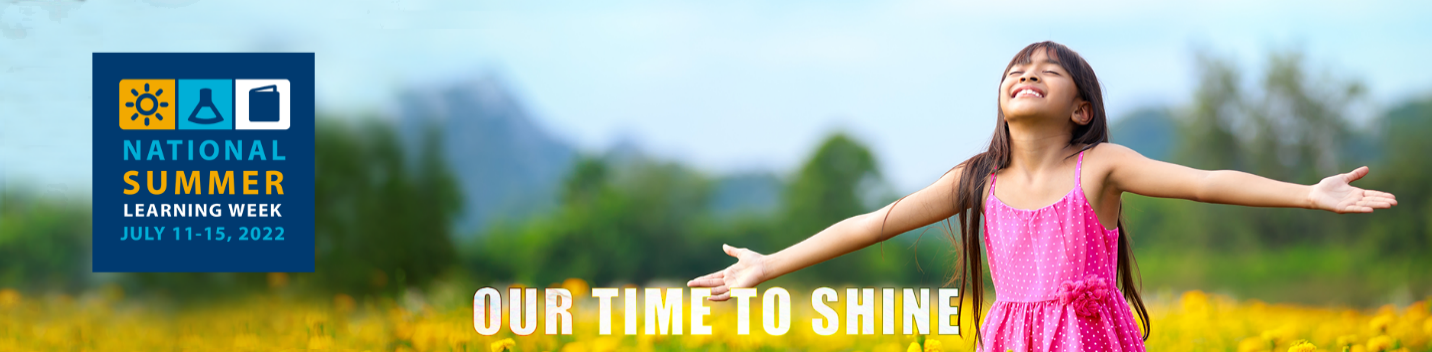 NATIONAL
SUMMER
LEARNING WEEK
JULY 11-15, 2022
OUR TIME TO SHINE